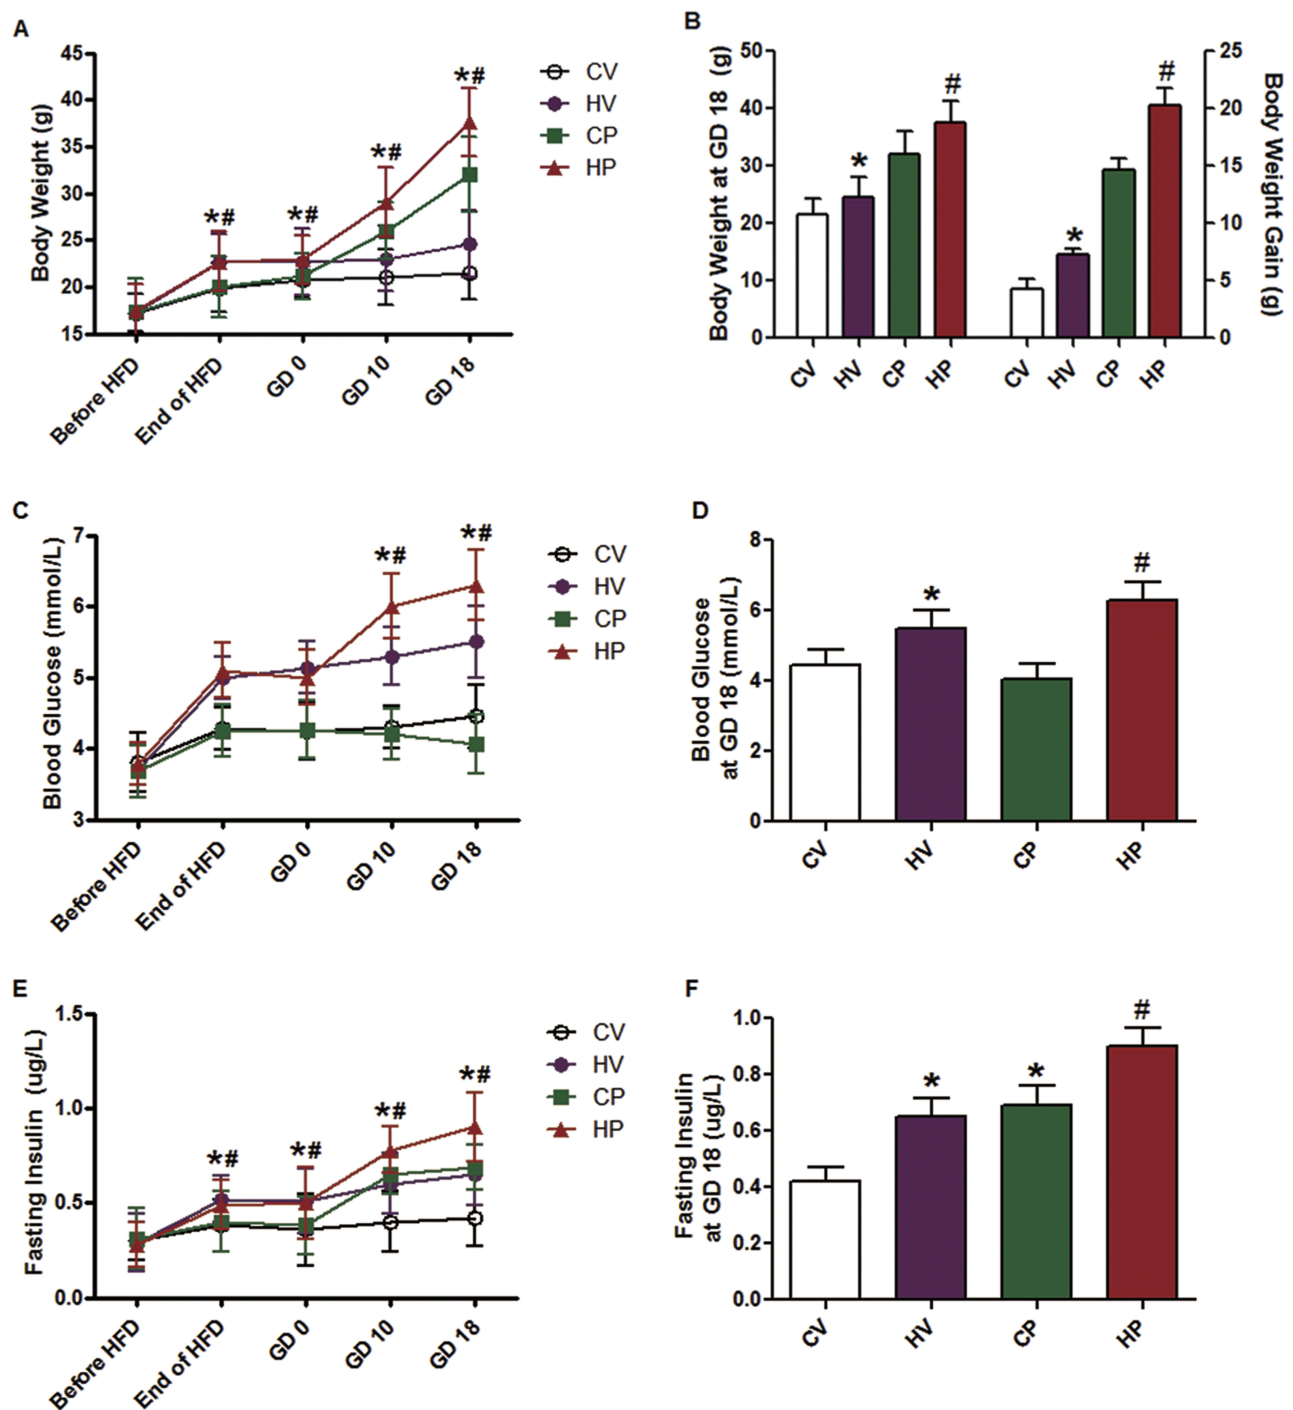 A
Body Weight (g)
45
40
35
30
25
20
15
*#
*#
*#
*#
Before HFD
End of HFD
GD 0
GD 10
GD 18
CV
HV
CP
HP
B
Body Weight at GD 18 (g)
50
40
30
20
10
0
*
#
*
#
CV
HV
CP
HP
CV
HV
CP
HP
25
20
15
10
5
0
Body Weight Gain (g)
C
Blood Glucose (mmol/L)
7
6
5
4
3
*#
*#
Before HFD
End of HFD
GD 0
GD 10
GD 18
CV
HV
CP
HP
D
Blood Glucose
at GD 18 (mmol/L)
8
6
4
2
0
*
#
CV
HV
CP
HP
E
Fasting Insulin (ug/L)
1.5
1.0
0.5
0.0
*#
*#
*#
*#
Before HFD
End of HFD
GD 0
GD 10
GD 18
CV
HV
CP
HP
F
Fasting Insulin
at GD 18 (ug/L)
1.0
0.8
0.6
0.4
0.2
0.0
*
*
#
CV
HV
CP
HP